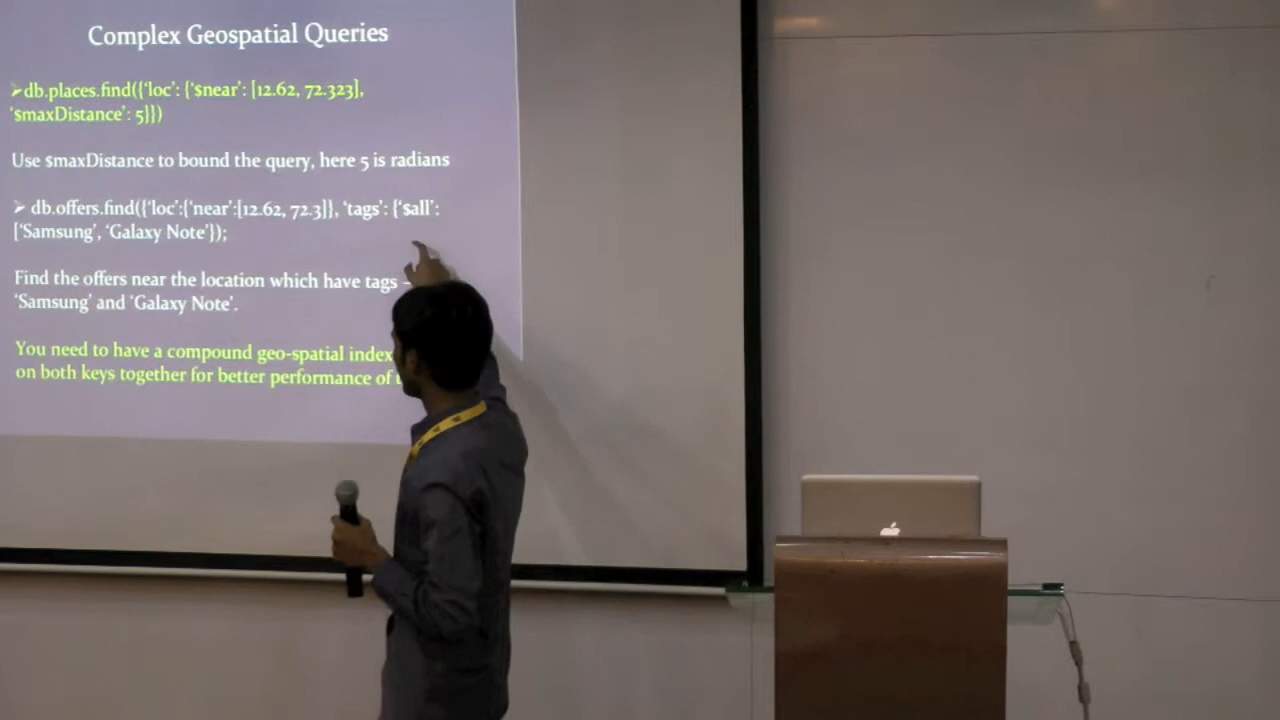 Complex Geospatial Queries
➢db.places.find({‘loc’: {‘$near’: [12.62, 72.323],
‘$maxDistance’: 5}})
Use $maxDistance to bound the query, here 5 is radians
➢ db.offers.find({‘loc’:{‘near’:[12.62, 72.3]}, ‘tags’: {‘$all’:
[‘Samsung’, ‘Galaxy Note’});
Find the offers near the location which have tags –
‘Samsung’ and ‘Galaxy Note’.
You need to have a compound geo-spatial index
on both keys together for better performance of